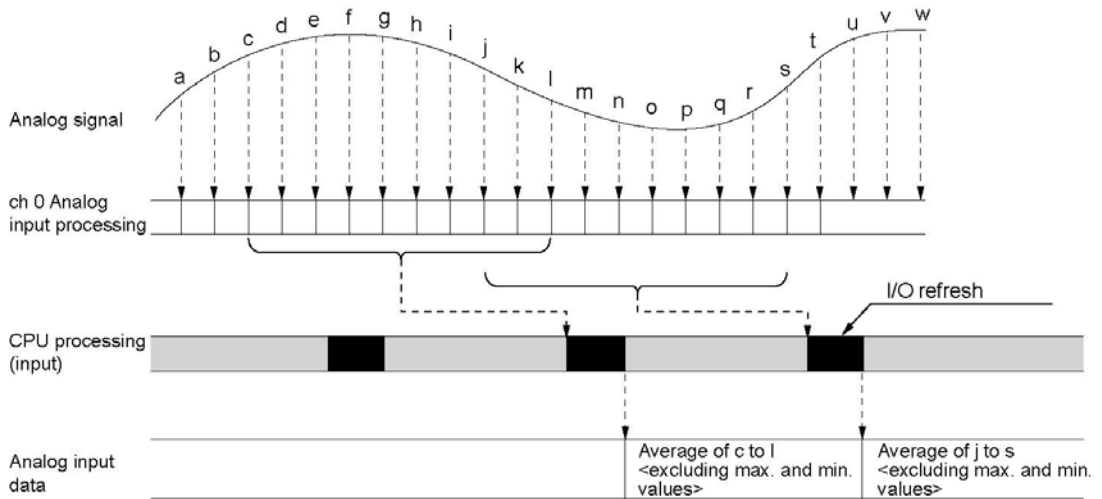 a b c d e f g h i j k l m n o p q r s t u v w
Analog signal
ch 0 Analog
input processing
I/O refresh
CPU processing
(input)
Analog input
data
Average of c to l
<excluding max. and min.
values>
Average of j to s
<excluding max. and min.
values>